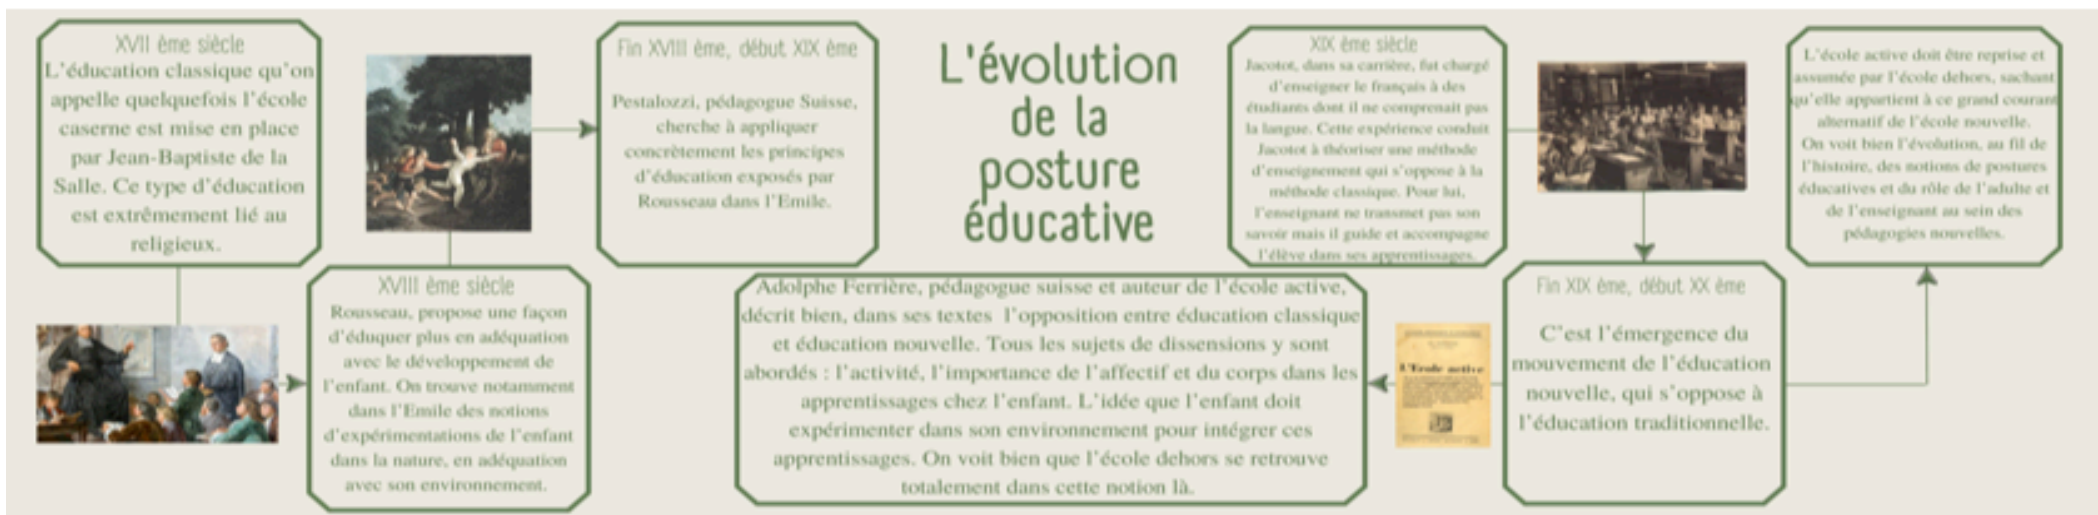 XVII ème siècle
L'éducation classique qu'on
appelle quelquefois l'école
caserne est mise en place
par Jean-Baptiste de la
Salle. Ce type d'éducation
est extrêmement lié au
religieux.
XVIII ème siècle
Rousseau, propose une façon
d'éduquer plus en adéquation
avec le développement de
l'enfant. On trouve notamment
dans l'Emile des notions
d'expérimentations de l'enfant
dans la nature, en adéquation
avec son environnement.
Fin XVIII ème, début XIX ème
Pestalozzi, pédagogue Suisse,
cherche à appliquer
concrètement les principes
d'éducation exposés par
Rousseau dans l'Emile.
L'évolution
de la
posture
éducative
XIX ème siècle
Jacotot, dans sa carrière, fut chargé
d'enseigner le français à des
étudiants dont il ne comprenait pas
la langue. Cette expérience conduit
Jacotot à théoriser une méthode
d'enseignement qui s'oppose à la
méthode classique. Pour lui,
l'enseignant ne transmet pas son
savoir mais il guide et accompagne
l'élève dans ses apprentissages.
Fin XIX ème, début XX ème
C'est l'émergence du
mouvement de l'éducation
nouvelle, qui s'oppose à
l'éducation traditionnelle.
L'Ecole active
Adolphe Ferrière, pédagogue suisse et auteur de l'école active,
décrit bien, dans ses textes l'opposition entre éducation classique
et éducation nouvelle. Tous les sujets de dissensions y sont
abordés : l'activité, l'importance de l'affectif et du corps dans les
apprentissages chez l'enfant. L'idée que l'enfant doit
expérimenter dans son environnement pour intégrer ces
apprentissages. On voit bien que l'école dehors se retrouve
totalement dans cette notion là.
L'école active doit être reprise et
assumée par l'école dehors, sachant
qu'elle appartient à ce grand courant
alternatif de l'école nouvelle.
On voit bien l'évolution, au fil de
l'histoire, des notions de postures
éducatives et du rôle de l'adulte et
de l'enseignant au sein des
pédagogies nouvelles.